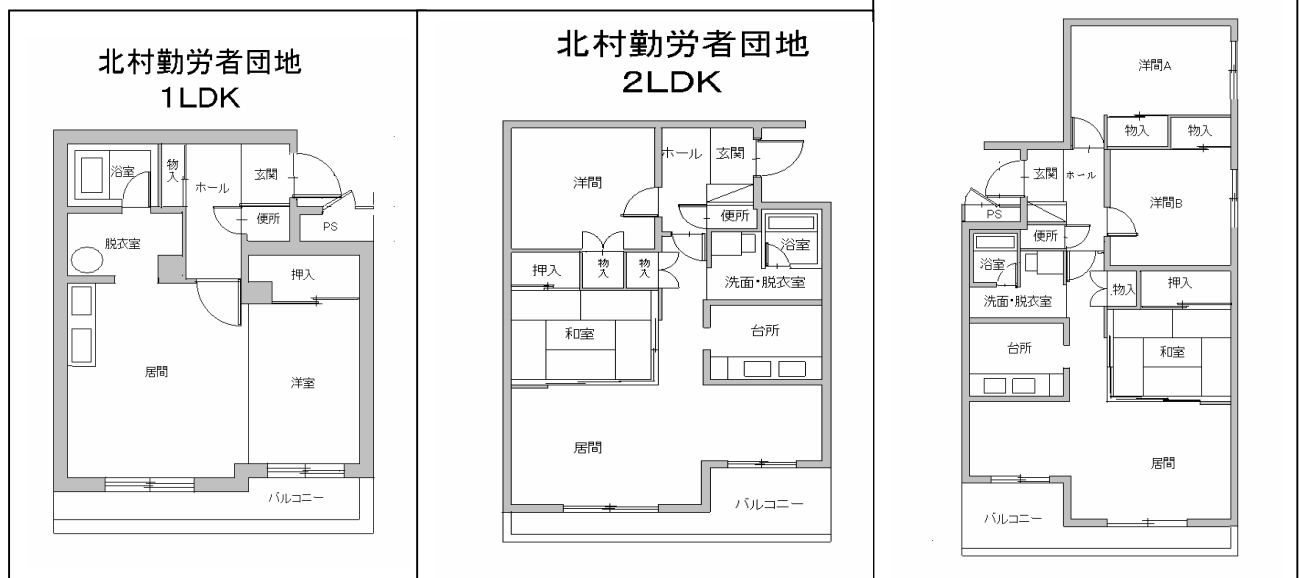 北村勤労者団地
1LDK
浴室
物入
ホール
玄関
便所
PS
脱衣室
押入
居間
洋室
バルコニー
北村勤労者団地
2LDK
洋間
ホール
玄関
便所
浴室
押入
物入
物入
洗面・脱衣室
和室
台所
居間
バルコニー
洋間A
物入
物入
玄関
ホール
PS
洋間B
便所
浴室
洗面・脱衣室
物入
押入
台所
和室
居間
バルコニー